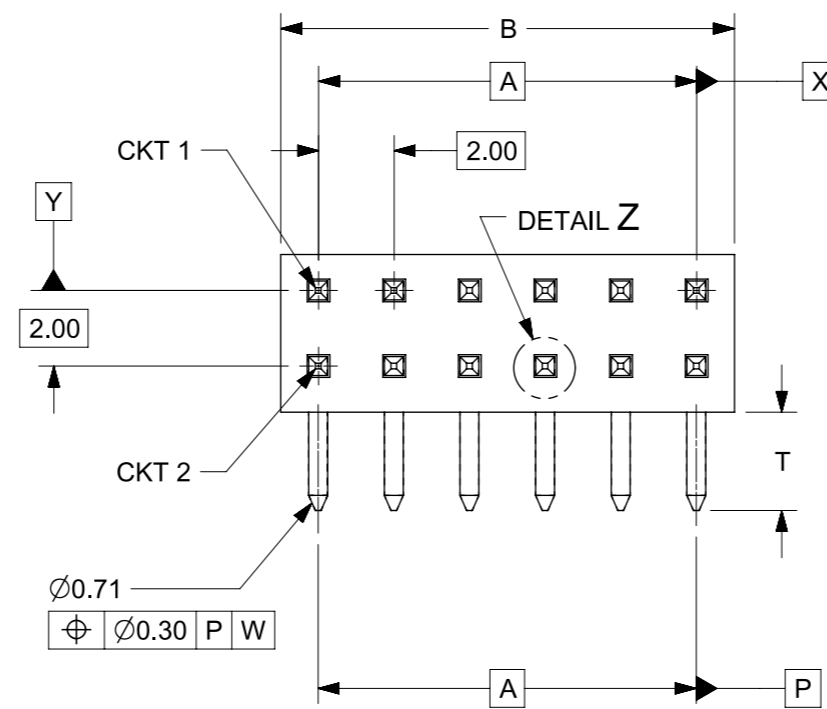 B
A
X
CKT 1
2.00
Y
DETAIL Z
2.00
CKT 2
T
Ø0.71
⌖ Ø0.30 P W
A
P